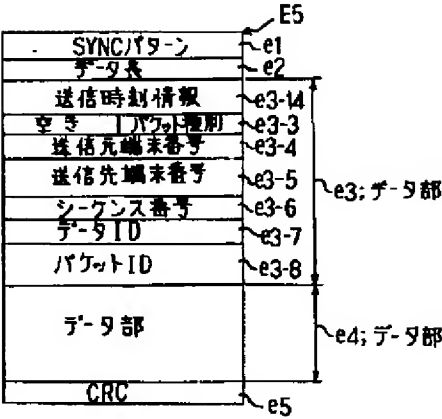 E5
SYNCパターン e1
データ長 e2
送信時刻情報 e3-14
空き パケット種別 e3-3
送信元端末番号 e3-4
送信先端末番号 e3-5
シーケンス番号 e3-6
データID e3-7
パケットID e3-8
e3;データ部
データ部
e4;データ部
CRC e5